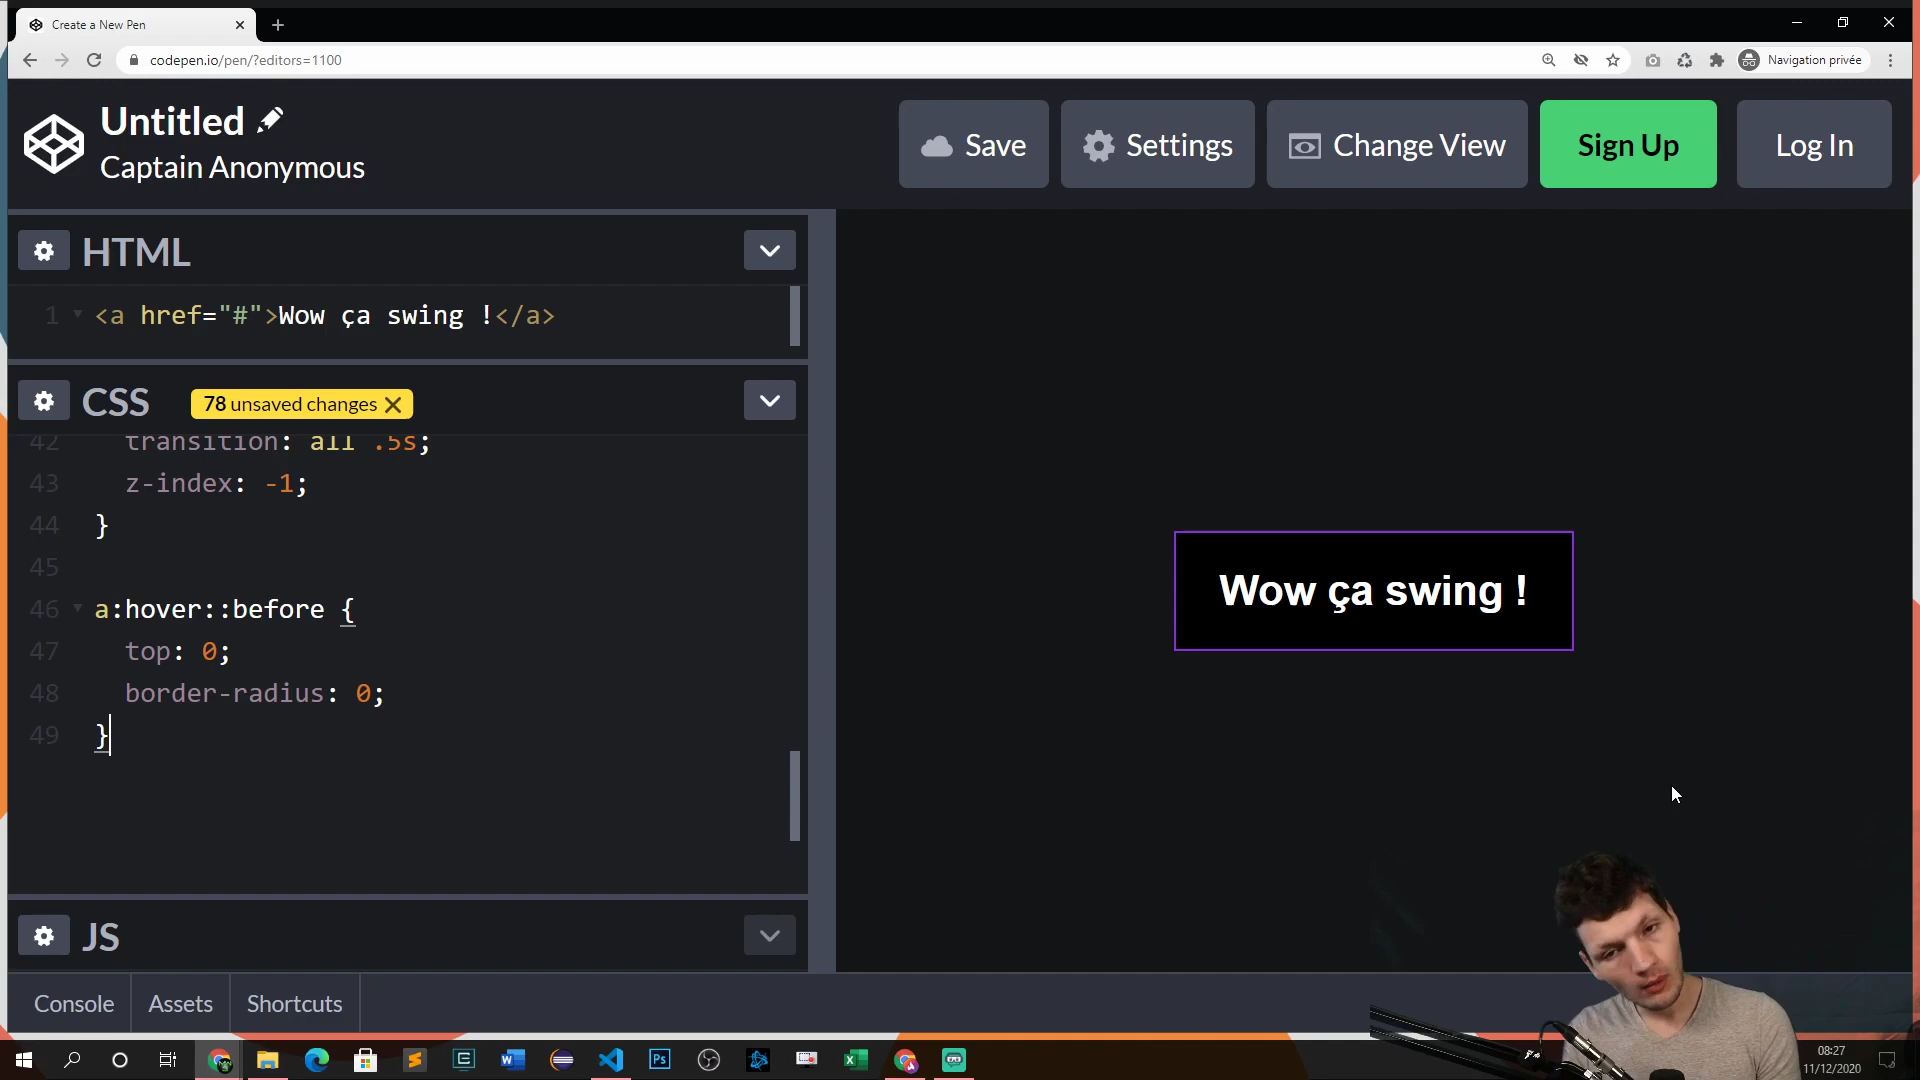 Create a New Pen
codepen.io/pen/?editors=1100
Navigation privée
Untitled
Captain Anonymous
Save
Settings
Change View
Sign Up
Log In
HTML
1 <a href="#">Wow ça swing !</a>
CSS
78 unsaved changes
42 transition: all .5s;
43 z-index: -1;
44 }
45
46 a:hover::before {
47 top: 0;
48 border-radius: 0;
49 }
Wow ça swing !
JS
Console
Assets
Shortcuts
08:27
11/12/2020